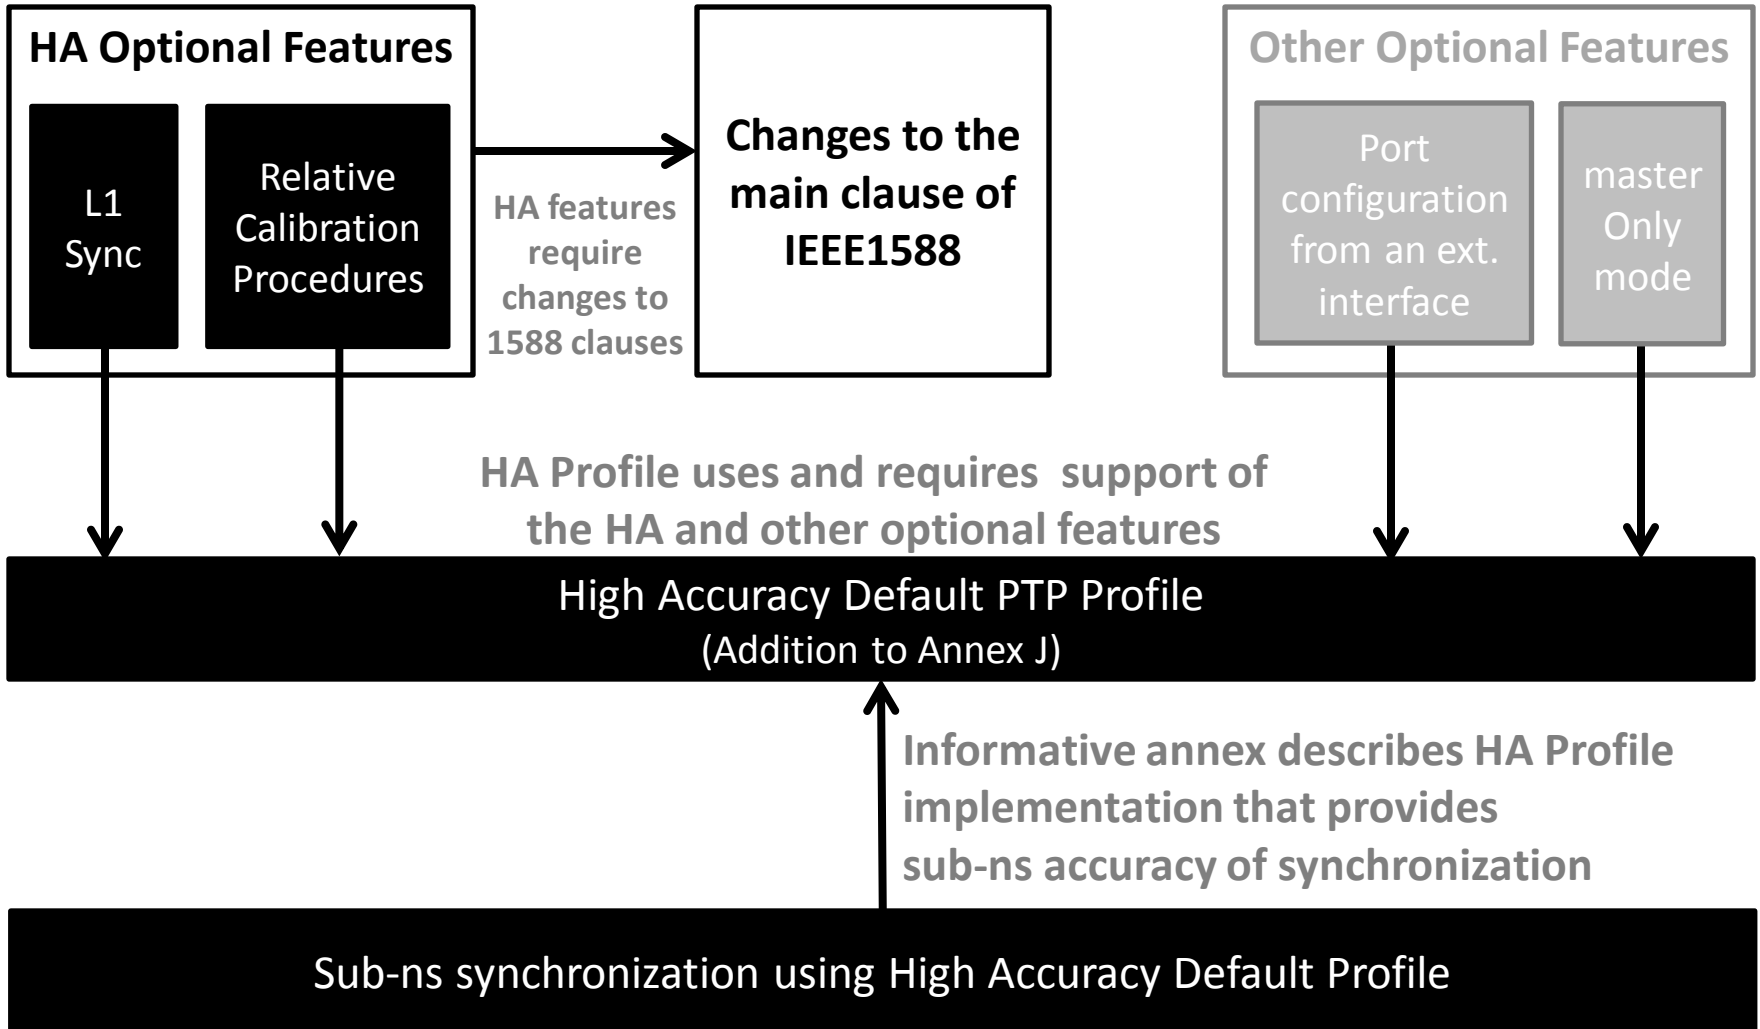 HA Optional Features
L1
Sync
Relative
Calibration
Procedures
HA features
require
changes to
1588 clauses
Changes to the
main clause of
IEEE1588
Other Optional Features
Port
configuration
from an ext.
interface
master
Only
mode
HA Profile uses and requires  support of
the HA and other optional features
High Accuracy Default PTP Profile
(Addition to Annex J)
Informative annex describes HA Profile
implementation that provides
sub-ns accuracy of synchronization
Sub-ns synchronization using High Accuracy Default Profile